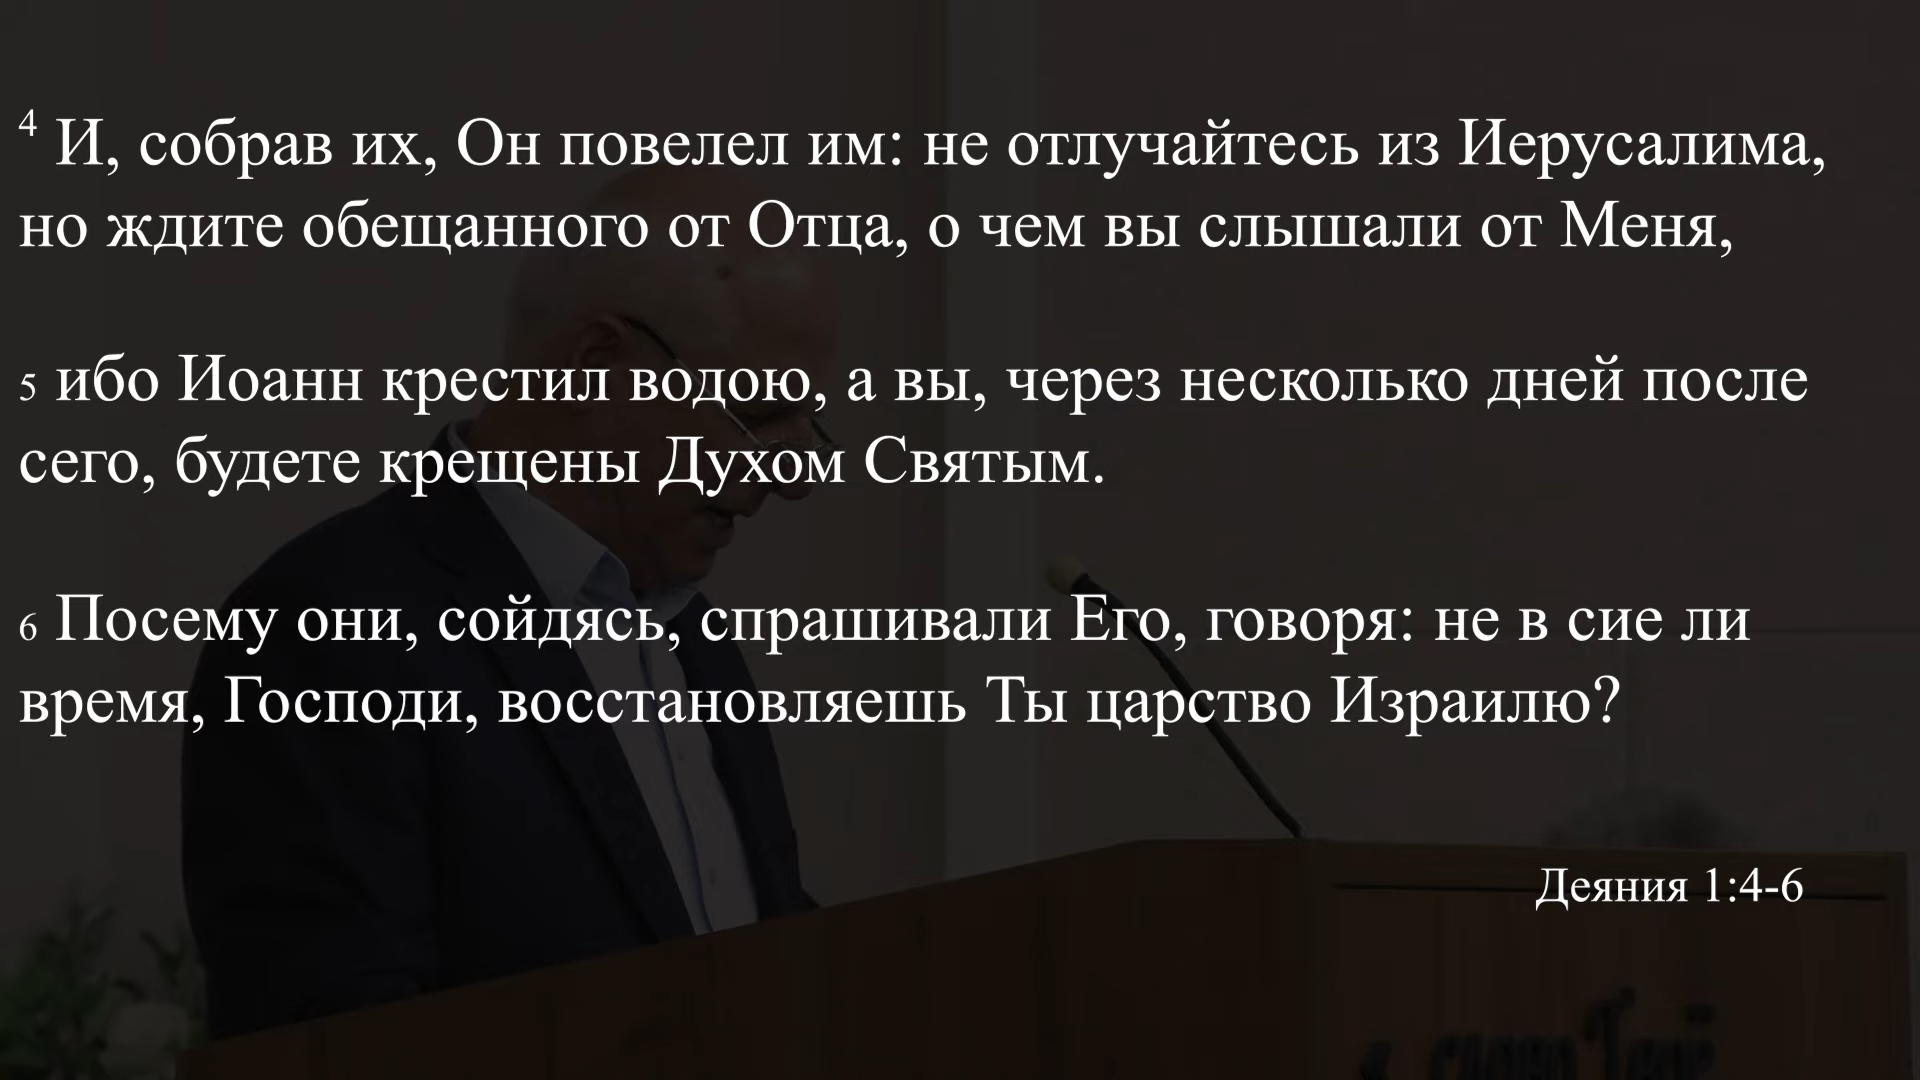 4 И, собрав их, Он повелел им: не отлучайтесь из Иерусалима,
но ждите обещанного от Отца, о чем вы слышали от Меня,
5 ибо Иоанн крестил водою, а вы, через несколько дней после
сего, будете крещены Духом Святым.
6 Посему они, сойдясь, спрашивали Его, говоря: не в сие ли
время, Господи, восстановляешь Ты царство Израилю?
Деяния 1:4-6
слово Твоё